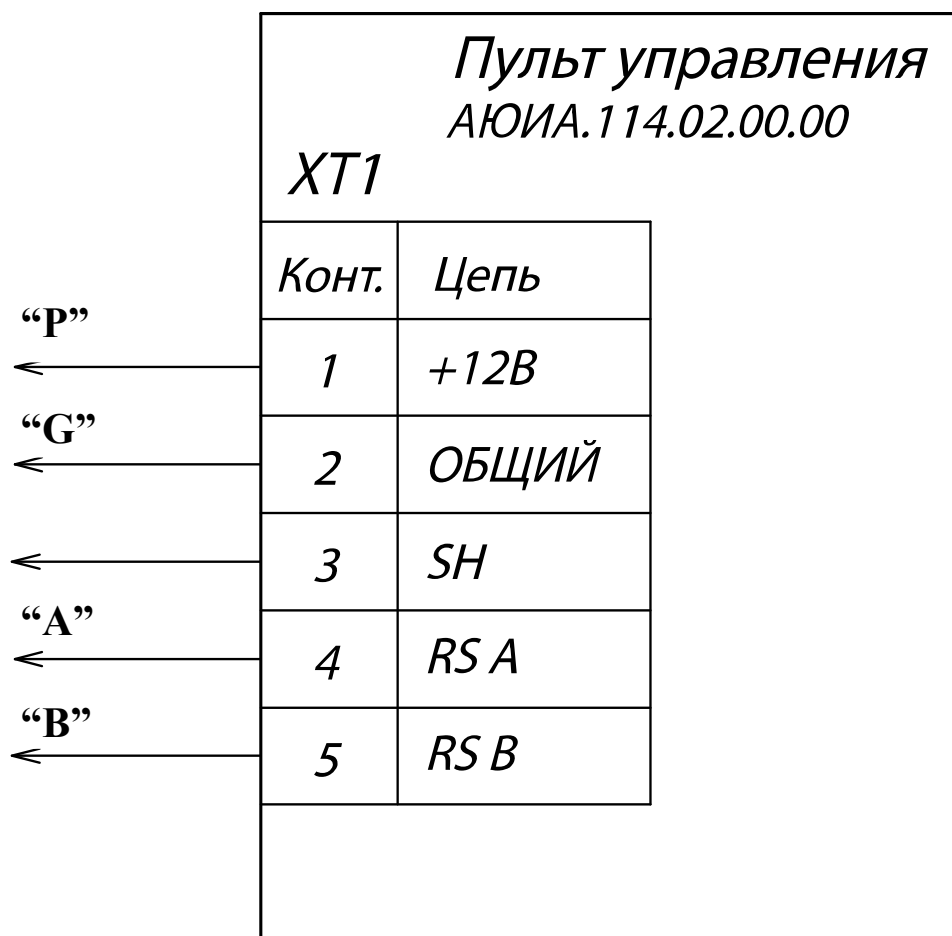 Пульт управления
АЮИА.114.02.00.00
XT1
Конт. Цепь
“P”
1 +12В
“G”
2 ОБЩИЙ
3 SH
“A”
4 RS A
“B”
5 RS B